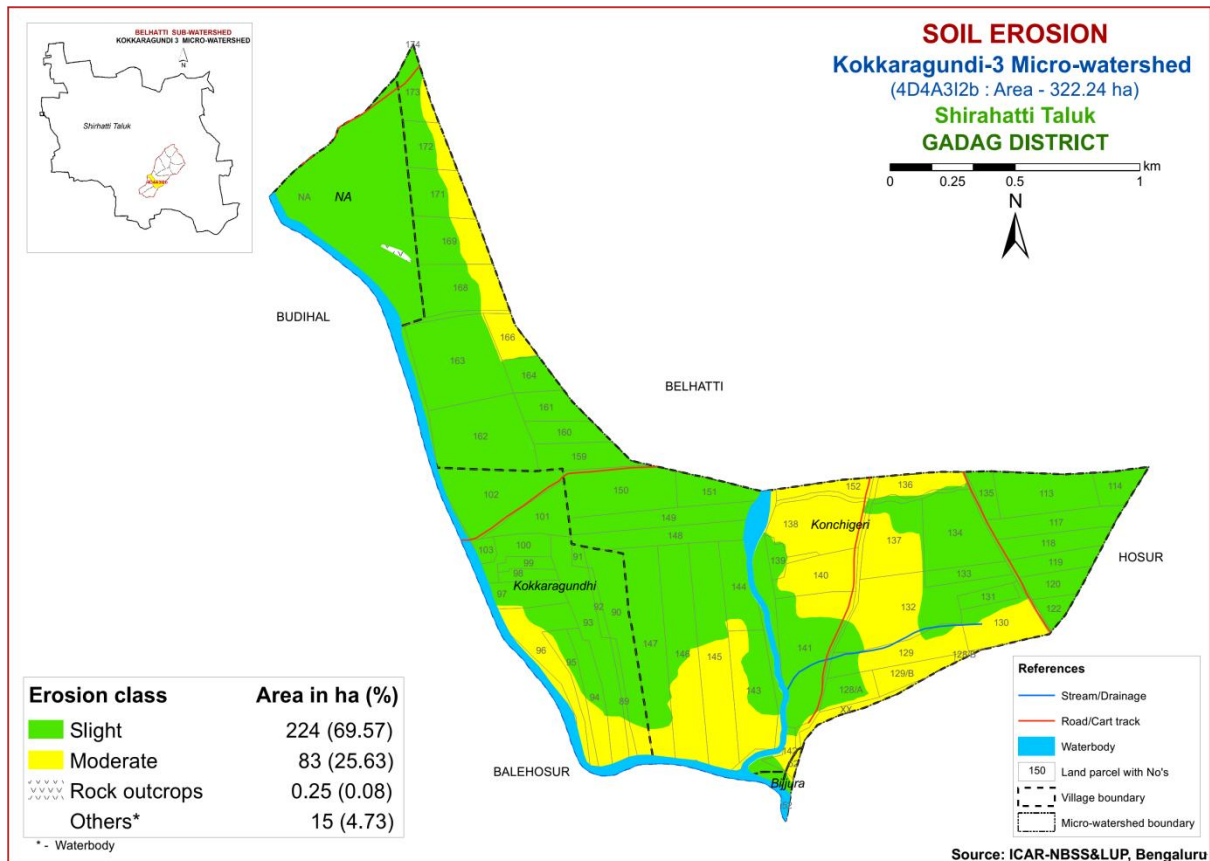 BELHATTI SUB-WATERSHED
KOKKARAGUNDI 3 MICRO-WATERSHED
N
Shirhatti Taluk
SOIL EROSION
Kokkaragundi-3 Micro-watershed
(4D4A3I2b : Area - 322.24 ha)
Shirahatti Taluk
GADAG DISTRICT
km
0 0.25 0.5 1
N
174
173
172
NA
NA
171
169
168
BUDIHAL
166
163
BELHATTI
164
161
160
162
159
102
150
151
152
136
135
113
114
101
149
138
Konchigeri
117
103
100
148
137
134
118
91
99
139
119
HOSUR
98
140
133
120
Kokkaragundhi
144
97
131
92
90
132
122
93
130
147
141
96
146
145
129
95
129/B
94
89
143
128/A
XX
142
BALEHOSUR
Bijjura
Erosion class Area in ha (%)
Slight 224 (69.57)
Moderate 83 (25.63)
Rock outcrops 0.25 (0.08)
Others* 15 (4.73)
* - Waterbody
References
Stream/Drainage
Road/Cart track
Waterbody
150 Land parcel with No's
Village boundary
Micro-watershed boundary
Source: ICAR-NBSS&LUP, Bengaluru